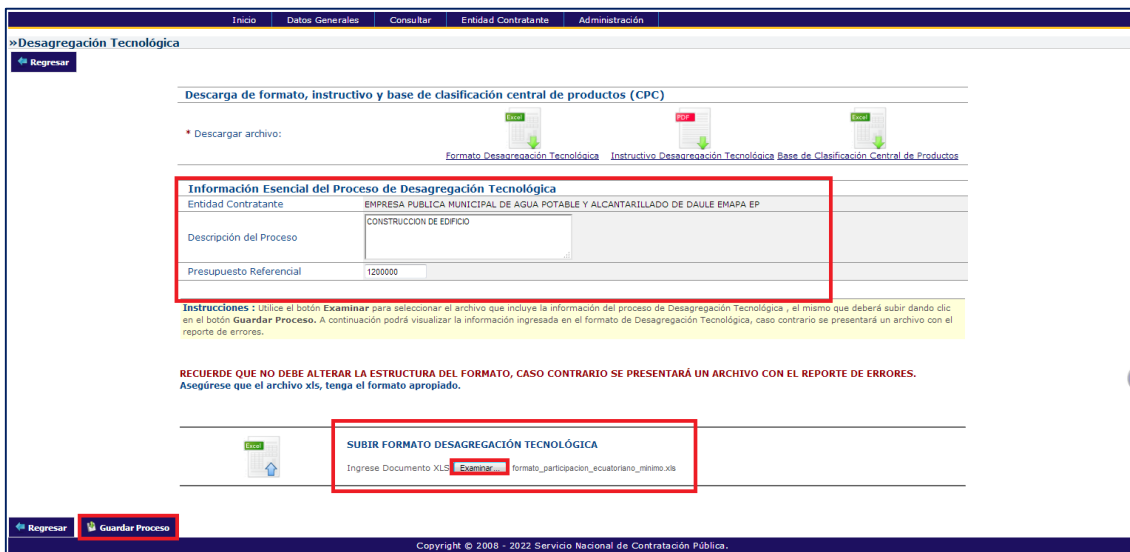 Inicio Datos Generales Consultar Entidad Contratante Administración
»Desagregación Tecnológica
Regresar
Descarga de formato, instructivo y base de clasificación central de productos (CPC)
Excel PDF Excel
* Descargar archivo:
Formato Desagregación Tecnológica Instructivo Desagregación Tecnológica Base de Clasificación Central de Productos
Información Esencial del Proceso de Desagregación Tecnológica
Entidad Contratante EMPRESA PUBLICA MUNICIPAL DE AGUA POTABLE Y ALCANTARILLADO DE DAULE EMAPA EP
CONSTRUCCION DE EDIFICIO
Descripción del Proceso
Presupuesto Referencial 1200000
Instrucciones : Utilice el botón Examinar para seleccionar el archivo que incluye la información del proceso de Desagregación Tecnológica , el mismo que deberá subir dando clic
en el botón Guardar Proceso. A continuación podrá visualizar la información ingresada en el formato de Desagregación Tecnológica, caso contrario se presentará un archivo con el
reporte de errores.
RECUERDE QUE NO DEBE ALTERAR LA ESTRUCTURA DEL FORMATO, CASO CONTRARIO SE PRESENTARÁ UN ARCHIVO CON EL REPORTE DE ERRORES.
Asegúrese que el archivo xls, tenga el formato apropiado.
Excel
SUBIR FORMATO DESAGREGACIÓN TECNOLÓGICA
Ingrese Documento XLS Examinar... formato_participacion_ecuatoriano_minimo.xls
Regresar Guardar Proceso
Copyright © 2008 - 2022 Servicio Nacional de Contratación Pública.